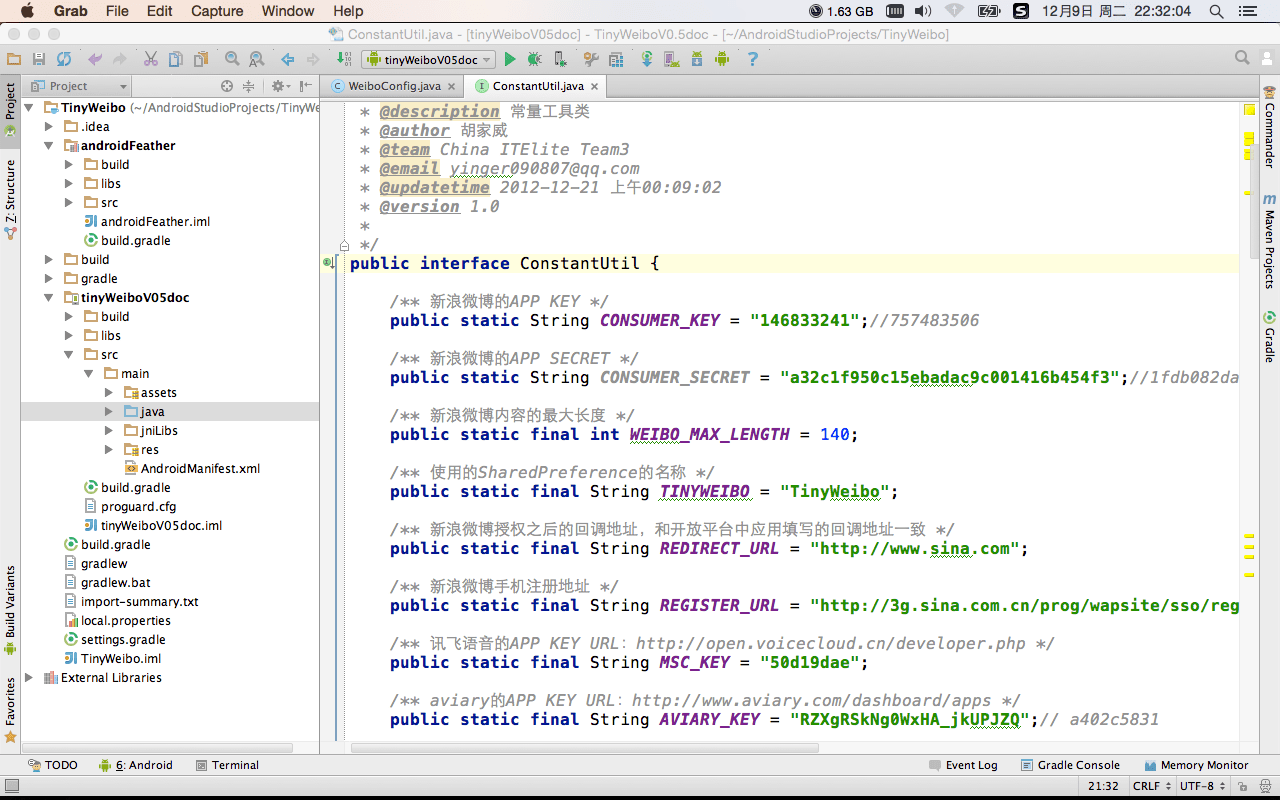 Grab File Edit Capture Window Help 1.63 GB 12月9日 周二 22:32:04
ConstantUtil.java - [tinyWeiboV05doc] - TinyWeiboV0.5doc - [~/AndroidStudioProjects/TinyWeibo]
tinyWeiboV05doc
Project
WeiboConfig.java
ConstantUtil.java
Project
Z: Structure
Build Variants
Favorites
TinyWeibo (~/AndroidStudioProjects/TinyWe
.idea
androidFeather
build
libs
src
androidFeather.iml
build.gradle
build
gradle
tinyWeiboV05doc
build
libs
src
main
assets
java
jniLibs
res
AndroidManifest.xml
build.gradle
proguard.cfg
tinyWeiboV05doc.iml
build.gradle
gradlew
gradlew.bat
import-summary.txt
local.properties
settings.gradle
TinyWeibo.iml
External Libraries
* @description 常量工具类
* @author 胡家威
* @team China ITElite Team3
* @email yinger090807@qq.com
* @updatetime 2012-12-21 上午00:09:02
* @version 1.0
*
*/
public interface ConstantUtil {
/** 新浪微博的APP KEY */
public static String CONSUMER_KEY = "146833241";//757483506
/** 新浪微博的APP SECRET */
public static String CONSUMER_SECRET = "a32c1f950c15ebadac9c001416b454f3";//1fdb082da
/** 新浪微博内容的最大长度 */
public static final int WEIBO_MAX_LENGTH = 140;
/** 使用的SharedPreference的名称 */
public static final String TINYWEIBO = "TinyWeibo";
/** 新浪微博授权之后的回调地址，和开放平台中应用填写的回调地址一致 */
public static final String REDIRECT_URL = "http://www.sina.com";
/** 新浪微博手机注册地址 */
public static final String REGISTER_URL = "http://3g.sina.com.cn/prog/wapsite/sso/reg
/** 讯飞语音的APP KEY URL：http://open.voicecloud.cn/developer.php */
public static final String MSC_KEY = "50d19dae";
/** aviary的APP KEY URL：http://www.aviary.com/dashboard/apps */
public static final String AVIARY_KEY = "RZXgRSkNg0WxHA_jkUPJZQ";// a402c5831
Commander
Maven Projects
Gradle
TODO 6: Android Terminal Event Log Gradle Console Memory Monitor
21:32 CRLF UTF-8